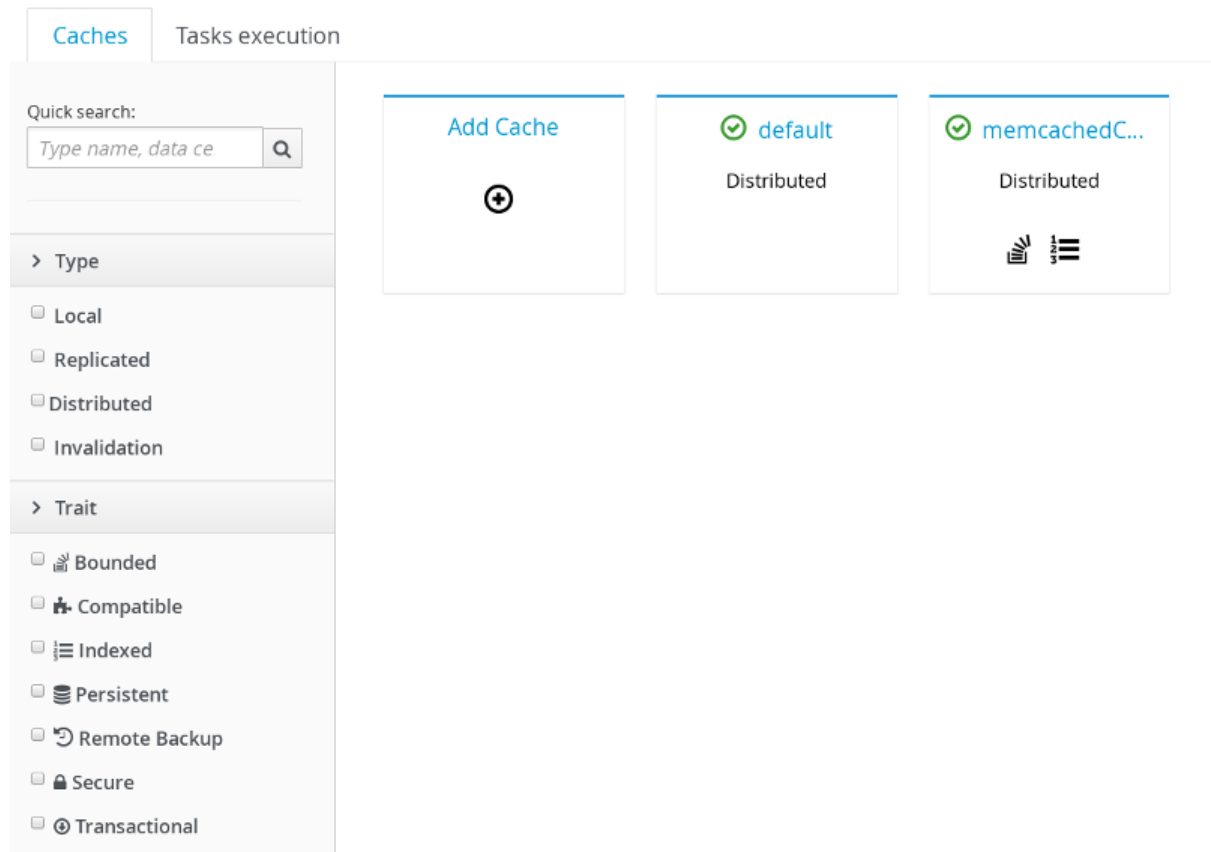 Caches
Tasks execution
Quick search:
Type name, data ce
Type
Local
Replicated
Distributed
Invalidation
Trait
Bounded
Compatible
Indexed
Persistent
Remote Backup
Secure
Transactional
Add Cache
default
Distributed
memcachedC...
Distributed